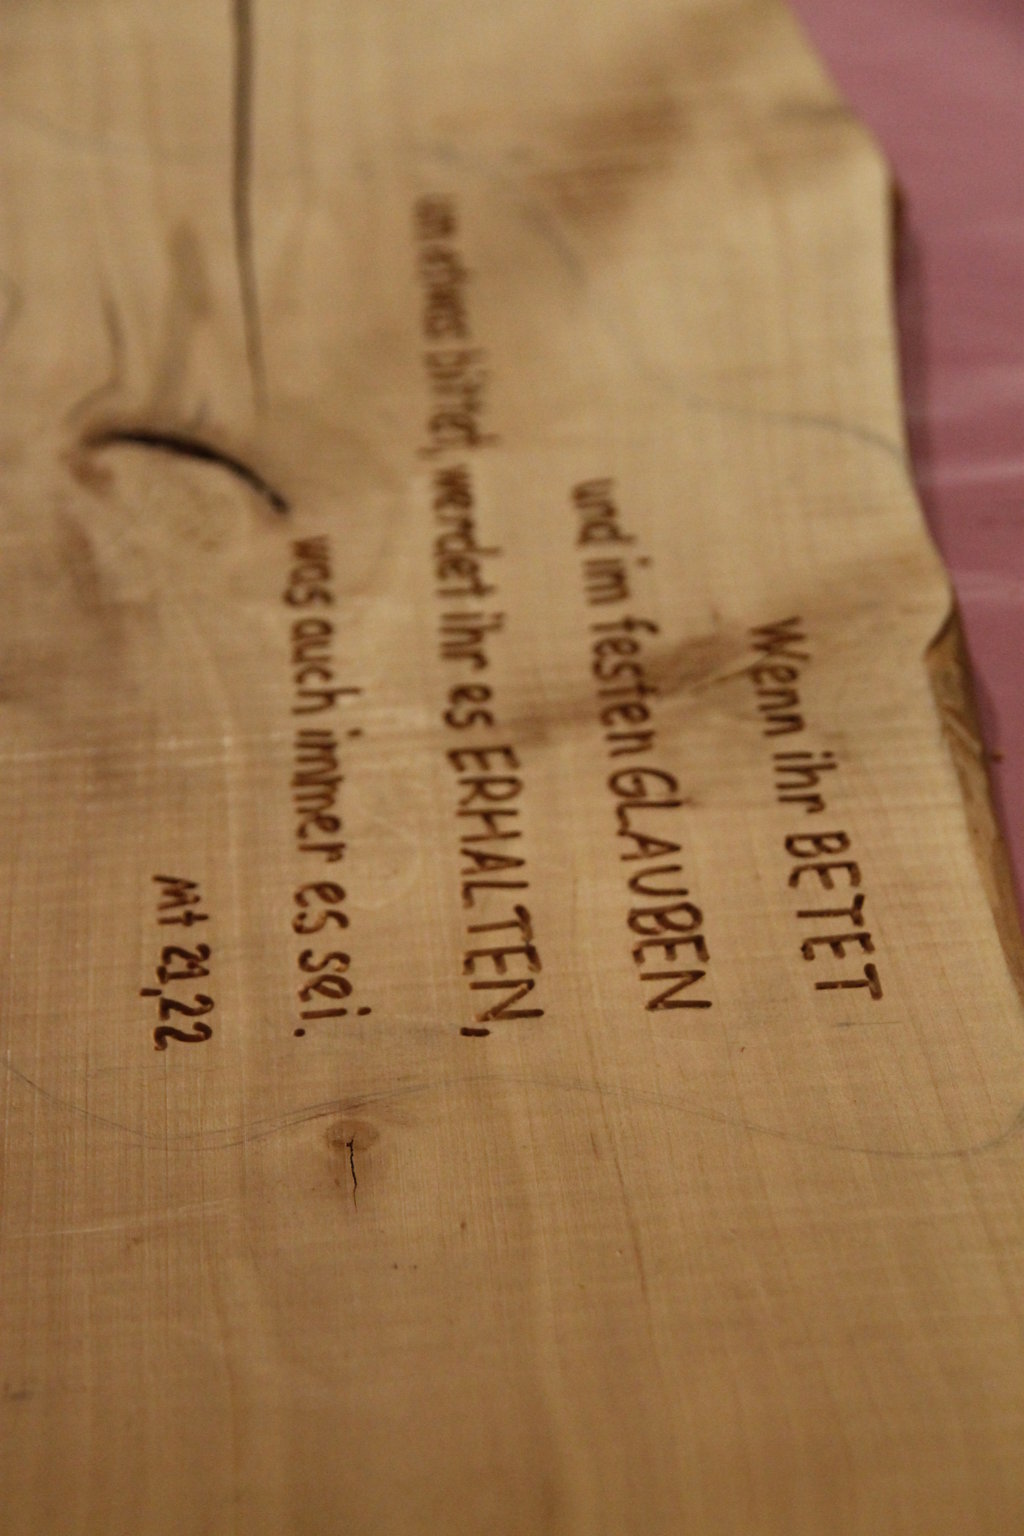 Wenn ihr BETET
und im festen GLAUBEN
um etwas bittet, werdet ihr es ERHALTEN,
was auch immer es sei.
Mt 21,22